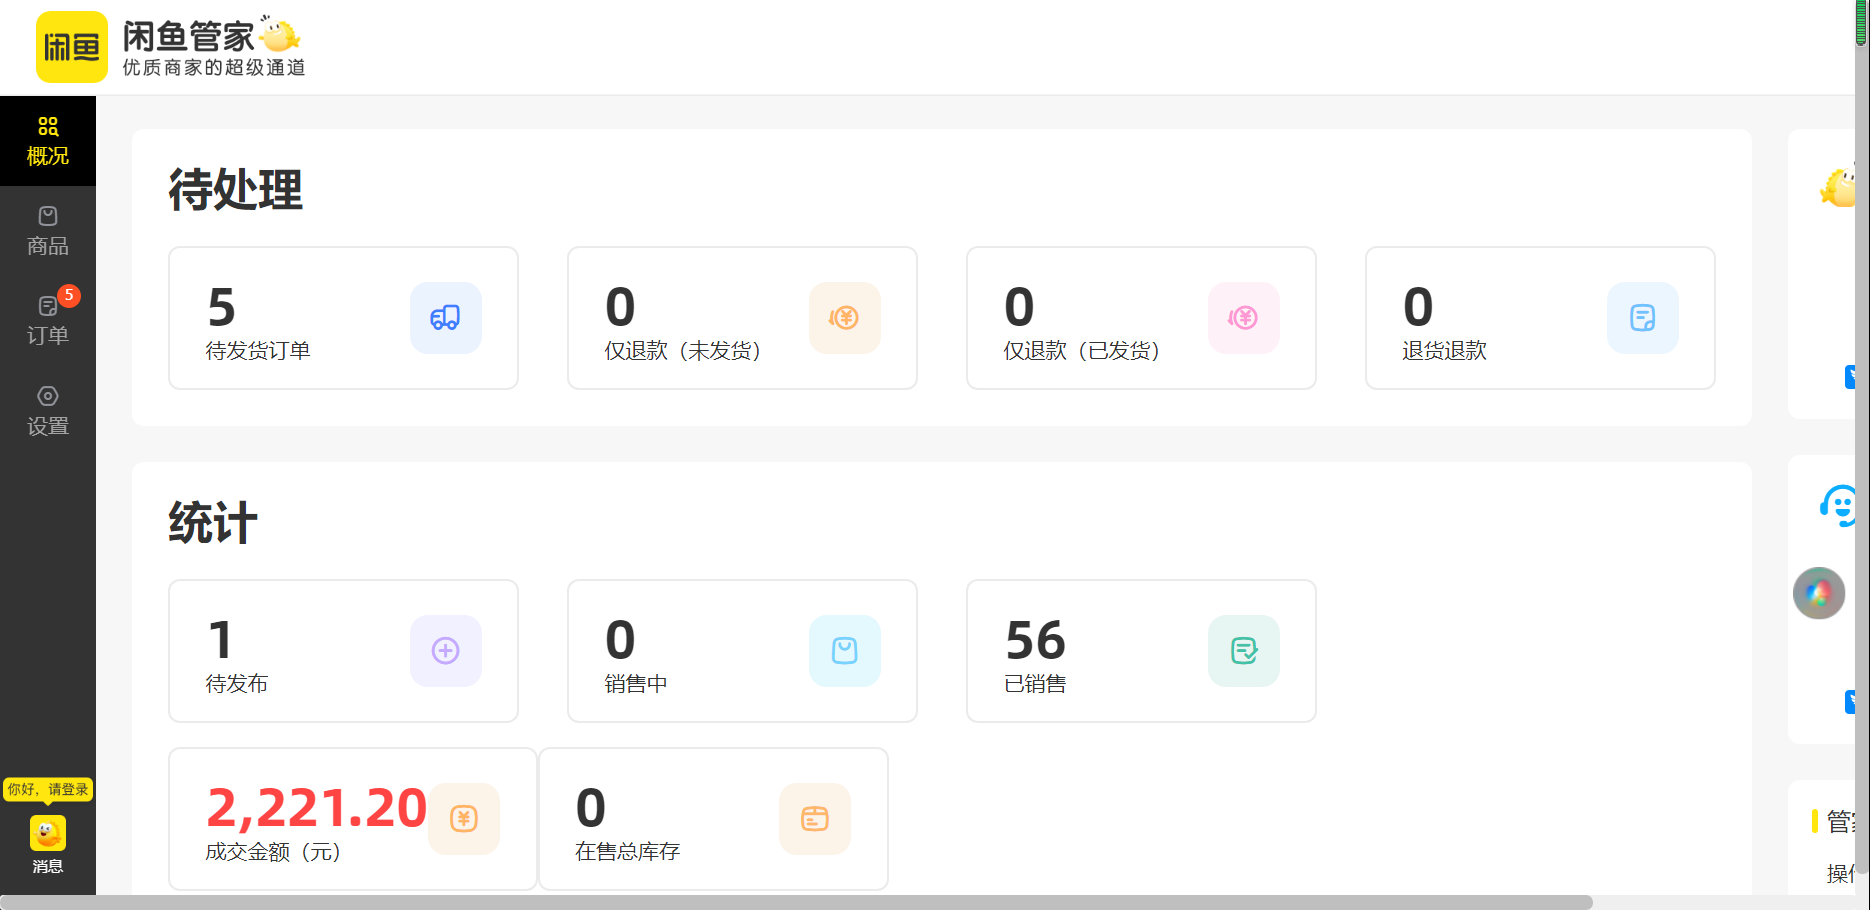 闲鱼
闲鱼管家
优质商家的超级通道
概况
商品
5
订单
设置
你好，请登录
消息
待处理
5
待发货订单
0
仅退款（未发货）
0
仅退款（已发货）
0
退货退款
统计
1
待发布
0
销售中
56
已销售
2,221.20
成交金额（元）
0
在售总库存
管
操